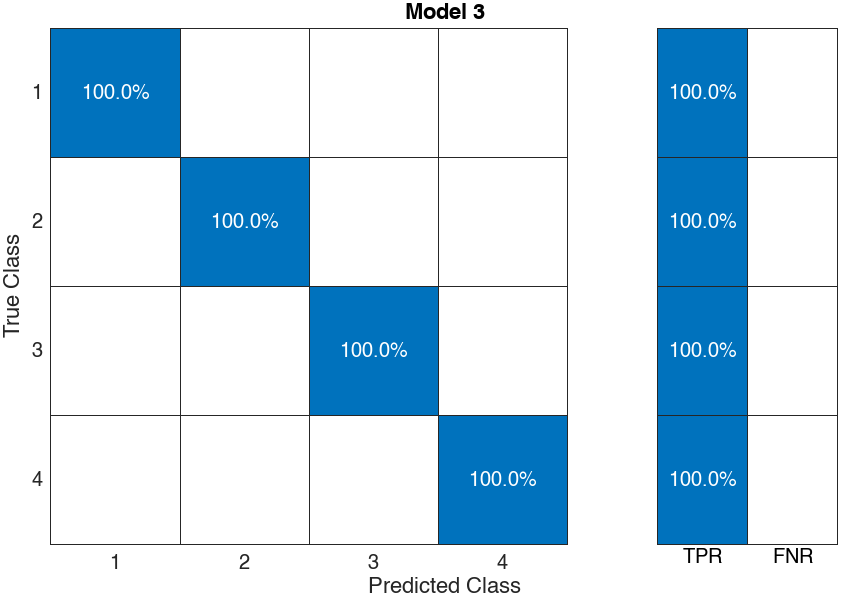 Model 3
True Class
1 100.0% 100.0%
2 100.0% 100.0%
3 100.0% 100.0%
4 100.0% 100.0%
1 2 3 4 TPR FNR
Predicted Class